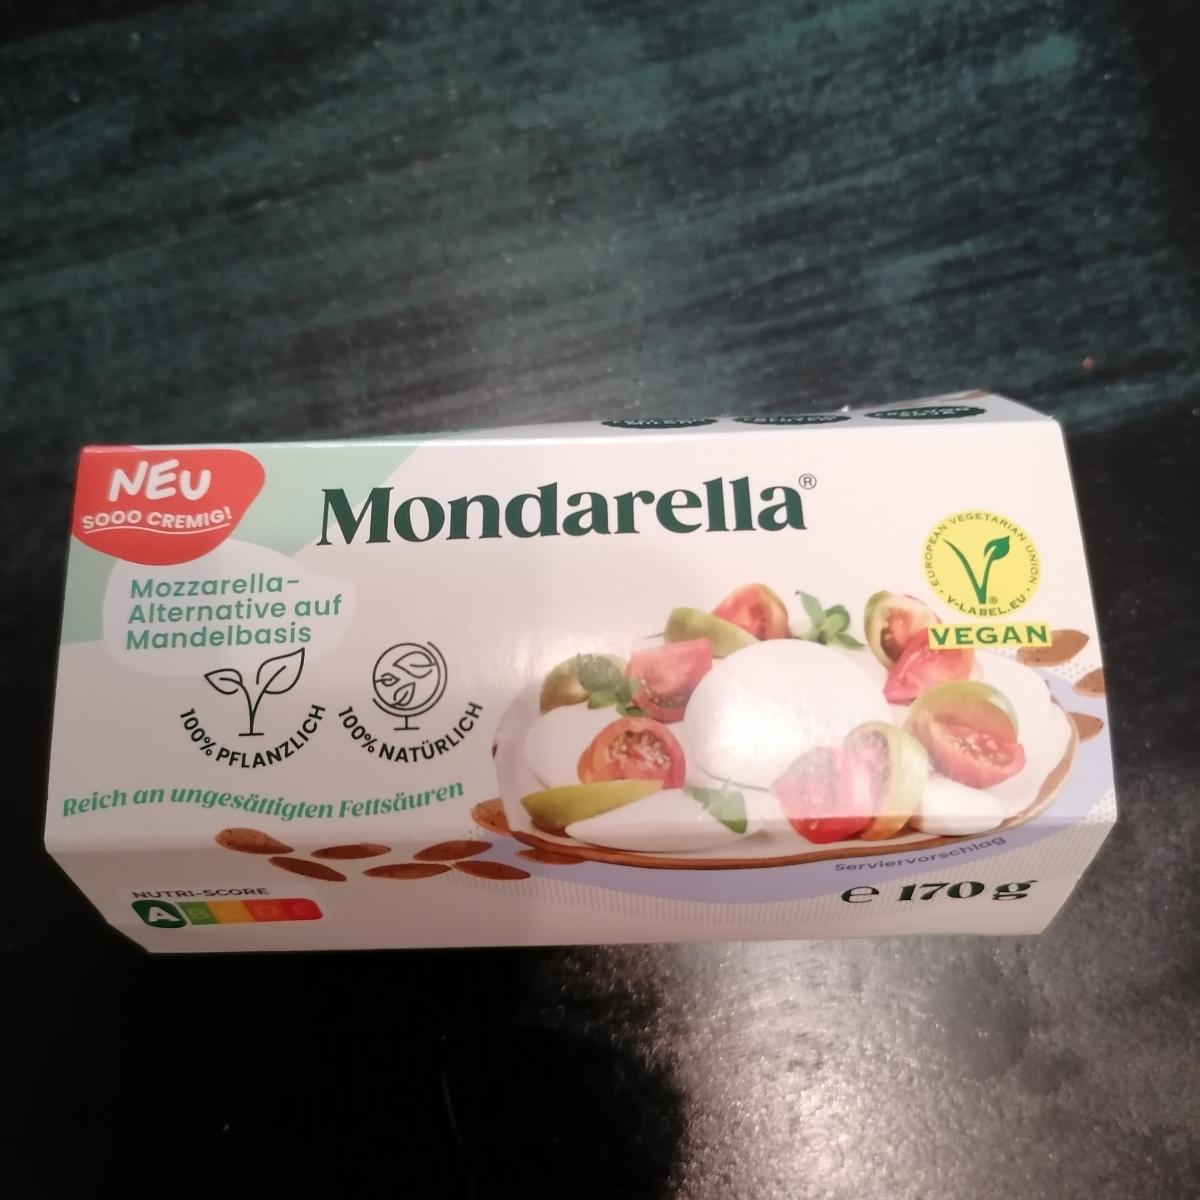 NEU
SOOO CREMIG!
Mondarella®
Mozzarella-
Alternative auf
Mandelbasis
100% PFLANZLICH
100% NATÜRLICH
Reich an ungesättigten Fettsäuren
EUROPEAN VEGETARIAN UNION
V-LABEL.EU
VEGAN
Serviervorschlag
NUTRI-SCORE
A B C D E
e 170 g